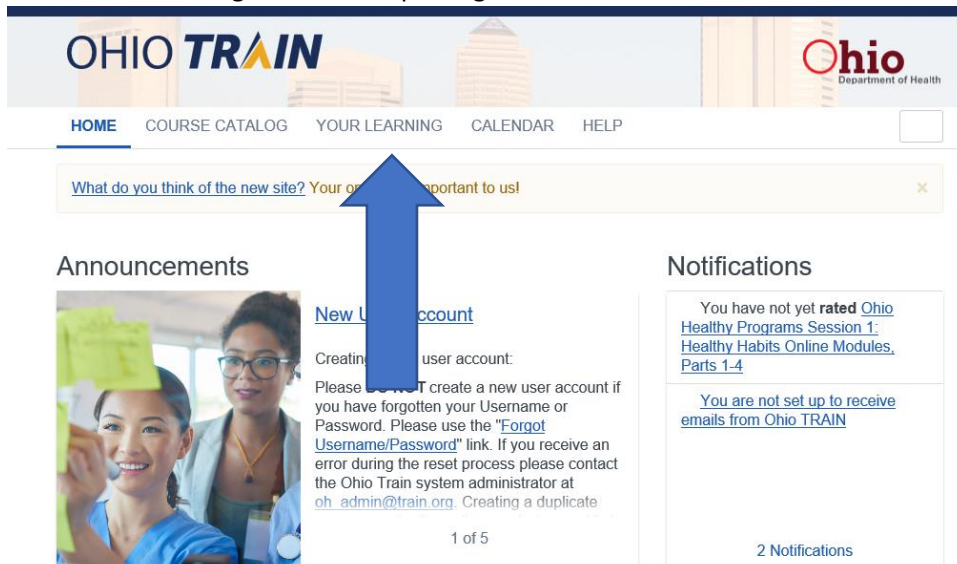 OHIO TRAIN
Ohio
Department of Health
HOME COURSE CATALOG YOUR LEARNING CALENDAR HELP
What do you think of the new site? Your important to us!
Announcements
New account
Creating user account:
Please create a new user account if
you have forgotten your Username or
Password. Please use the "Forgot
Username/Password" link. If you receive an
error during the reset process please contact
the Ohio Train system administrator at
oh_admin@train.org. Creating a duplicate
1 of 5
Notifications
You have not yet rated Ohio
Healthy Programs Session 1:
Healthy Habits Online Modules,
Parts 1-4
You are not set up to receive
emails from Ohio TRAIN
2 Notifications